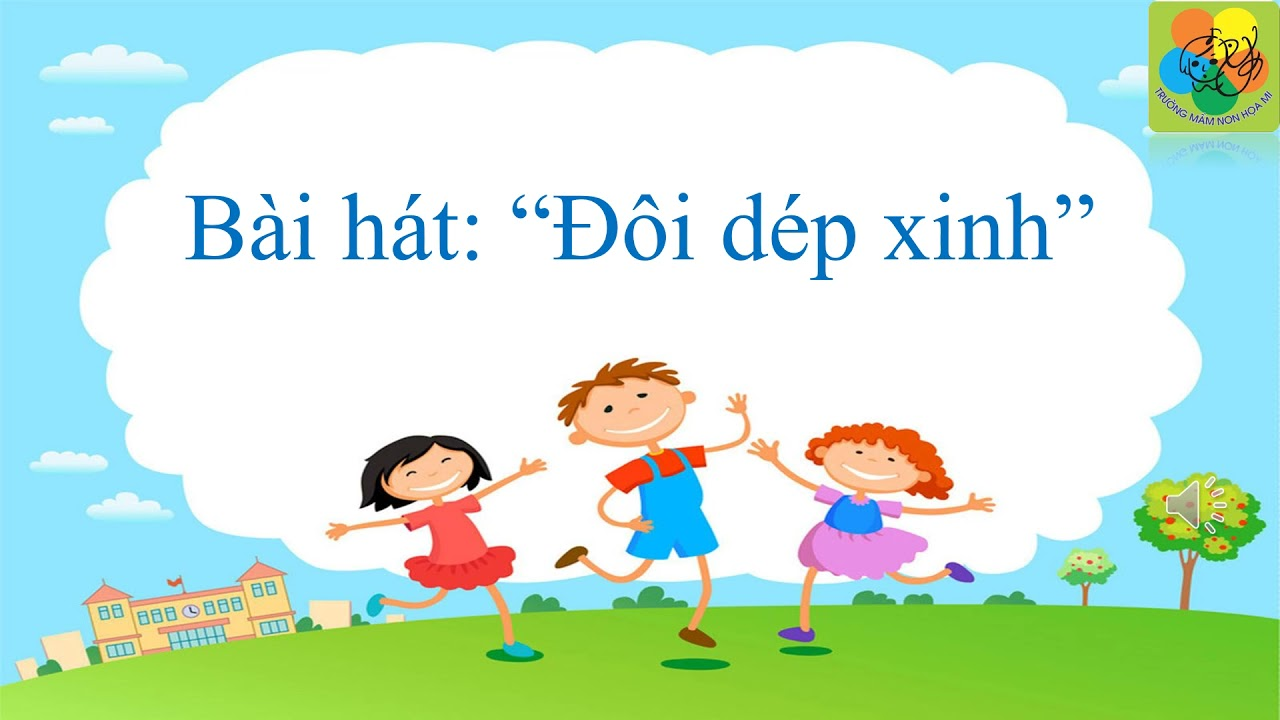 Bài hát: “Đôi dép xinh”
TRƯỜNG MẦM NON HỌA MI